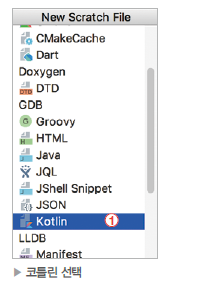 New Scratch File
CMakeCache
Dart
Doxygen
DTD
GDB
Groovy
HTML
Java
JQL
JShell Snippet
JSON
Kotlin ①
LLDB
Manifest
▶ 코틀린 선택